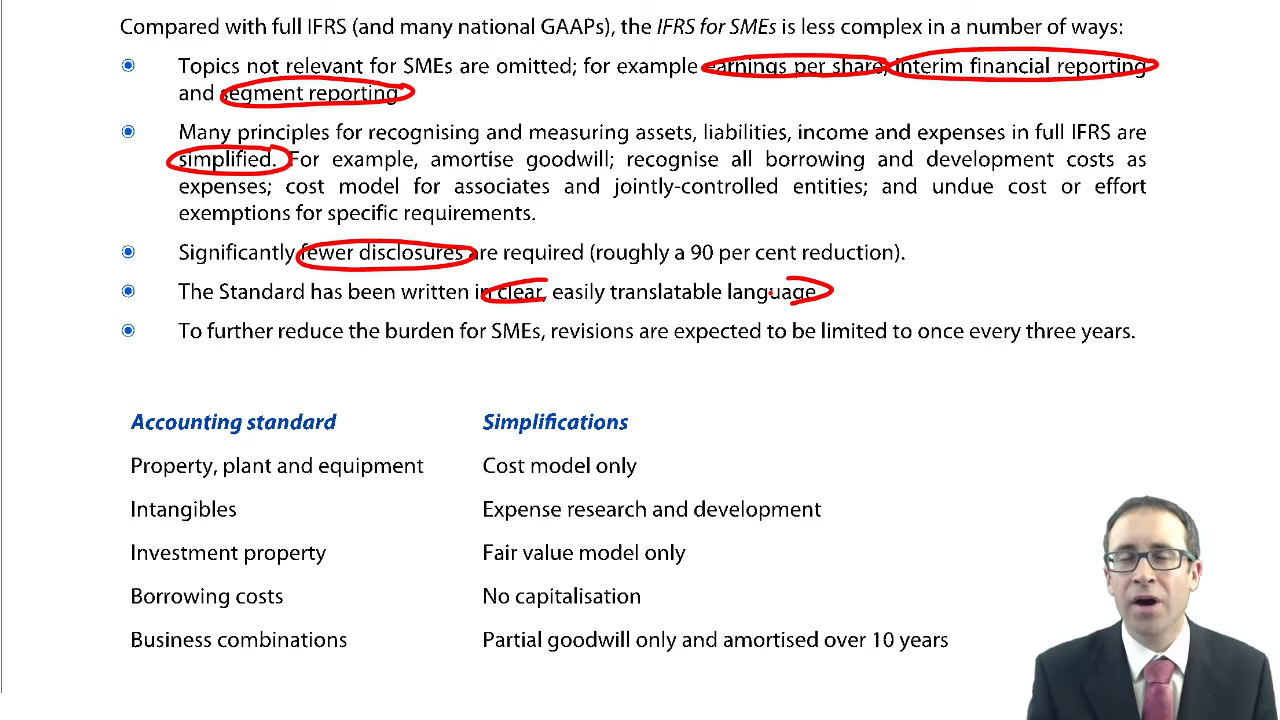 Compared with full IFRS (and many national GAAPs), the IFRS for SMEs is less complex in a number of ways:
Topics not relevant for SMEs are omitted; for example earnings per share, interim financial reporting
and segment reporting.
Many principles for recognising and measuring assets, liabilities, income and expenses in full IFRS are
simplified. For example, amortise goodwill; recognise all borrowing and development costs as
expenses; cost model for associates and jointly-controlled entities; and undue cost or effort
exemptions for specific requirements.
Significantly fewer disclosures are required (roughly a 90 per cent reduction).
The Standard has been written in clear, easily translatable language.
To further reduce the burden for SMEs, revisions are expected to be limited to once every three years.
Accounting standard Simplifications
Property, plant and equipment Cost model only
Intangibles Expense research and development
Investment property Fair value model only
Borrowing costs No capitalisation
Business combinations Partial goodwill only and amortised over 10 years